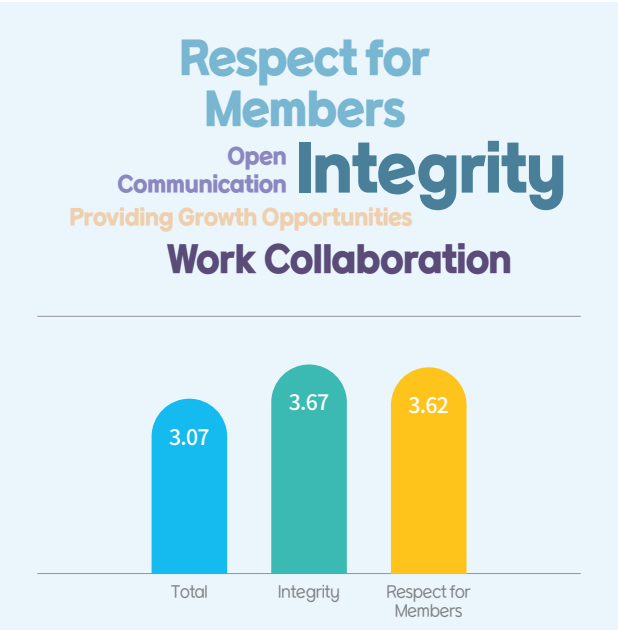 Respect for
Members
Open
Communication
Integrity
Providing Growth Opportunities
Work Collaboration
3.07
3.67
3.62
Total
Integrity
Respect for
Members